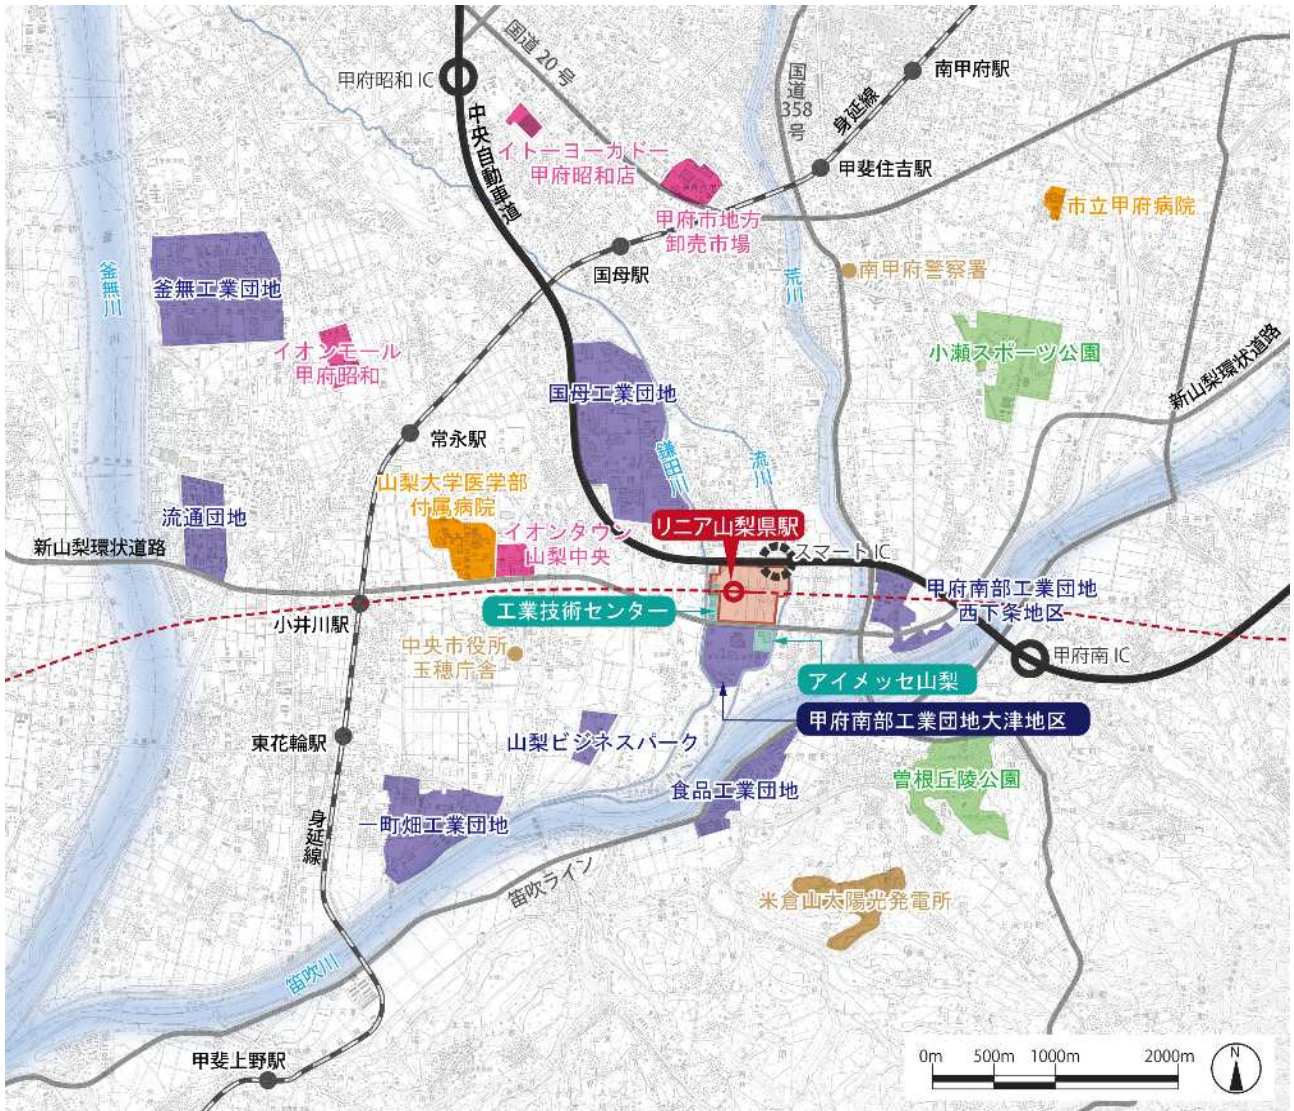 甲府昭和 IC
国道 20 号
国道
358
号
南甲府駅
身延線
中央自動車道
イトーヨーカドー
甲府昭和店
甲斐住吉駅
市立甲府病院
甲府市地方
卸売市場
国母駅
南甲府警察署
荒川
釜無川
釜無工業団地
イオンモール
甲府昭和
小瀬スポーツ公園
新山梨環状道路
国母工業団地
常永駅
鎌田川
流川
山梨大学医学部
付属病院
流通団地
イオンタウン
山梨中央
リニア山梨県駅
スマート IC
新山梨環状道路
甲府南部工業団地
西下条地区
工業技術センター
小井川駅
中央市役所
玉穂庁舎
甲府南 IC
アイメッセ山梨
甲府南部工業団地大津地区
東花輪駅
山梨ビジネスパーク
食品工業団地
曽根丘陵公園
一町畑工業団地
身延線
笛吹ライン
米倉山太陽光発電所
笛吹川
甲斐上野駅
0m 500m 1000m 2000m
N